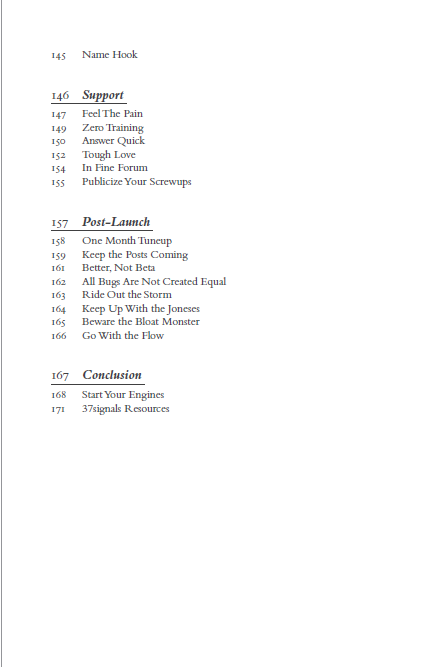 145 Name Hook
146 Support
147 Feel The Pain
149 Zero Training
150 Answer Quick
152 Tough Love
154 In Fine Forum
155 Publicize Your Screwups
157 Post-Launch
158 One Month Tuneup
159 Keep the Posts Coming
161 Better, Not Beta
162 All Bugs Are Not Created Equal
163 Ride Out the Storm
164 Keep Up With the Joneses
165 Beware the Bloat Monster
166 Go With the Flow
167 Conclusion
168 Start Your Engines
171 37signals Resources